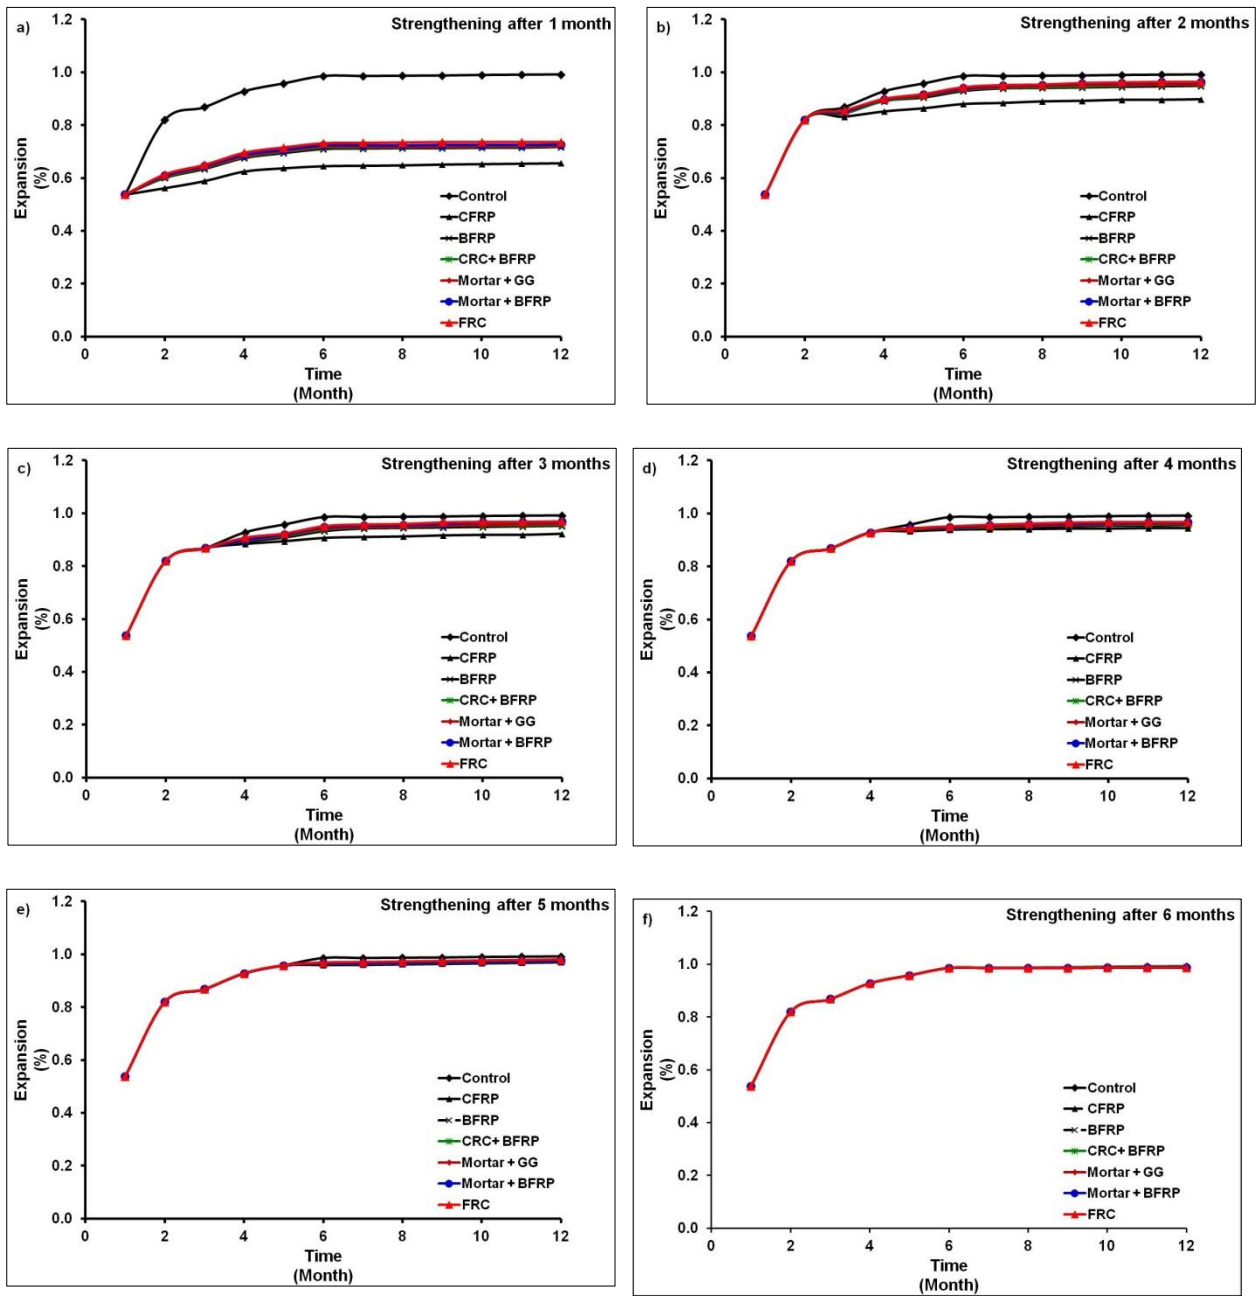 a)
Strengthening after 1 month
1.2
1.0
0.8
0.6
0.4
0.2
0.0
Expansion
(%)
Control
CFRP
BFRP
CRC+ BFRP
Mortar + GG
Mortar + BFRP
FRC
0 2 4 6 8 10 12
Time
(Month)
b)
Strengthening after 2 months
1.2
1.0
0.8
0.6
0.4
0.2
0.0
Expansion
(%)
Control
CFRP
BFRP
CRC+ BFRP
Mortar + GG
Mortar + BFRP
FRC
0 2 4 6 8 10 12
Time
(Month)
c)
Strengthening after 3 months
1.2
1.0
0.8
0.6
0.4
0.2
0.0
Expansion
(%)
Control
CFRP
BFRP
CRC+ BFRP
Mortar + GG
Mortar + BFRP
FRC
0 2 4 6 8 10 12
Time
(Month)
d)
Strengthening after 4 months
1.2
1.0
0.8
0.6
0.4
0.2
0.0
Expansion
(%)
Control
CFRP
BFRP
CRC+ BFRP
Mortar + GG
Mortar + BFRP
FRC
0 2 4 6 8 10 12
Time
(Month)
e)
Strengthening after 5 months
1.2
1.0
0.8
0.6
0.4
0.2
0.0
Expansion
(%)
Control
CFRP
BFRP
CRC+ BFRP
Mortar + GG
Mortar + BFRP
FRC
0 2 4 6 8 10 12
Time
(Month)
f)
Strengthening after 6 months
1.2
1.0
0.8
0.6
0.4
0.2
0.0
Expansion
(%)
Control
CFRP
BFRP
CRC+ BFRP
Mortar + GG
Mortar + BFRP
FRC
0 2 4 6 8 10 12
Time
(Month)